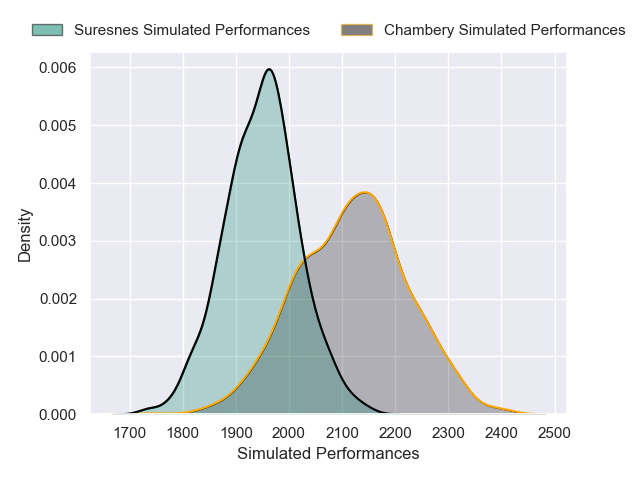 Suresnes Simulated Performances
Chambery Simulated Performances
0.006
0.005
0.004
0.003
0.002
0.001
0.000
Density
1700 1800 1900 2000 2100 2200 2300 2400 2500
Simulated Performances